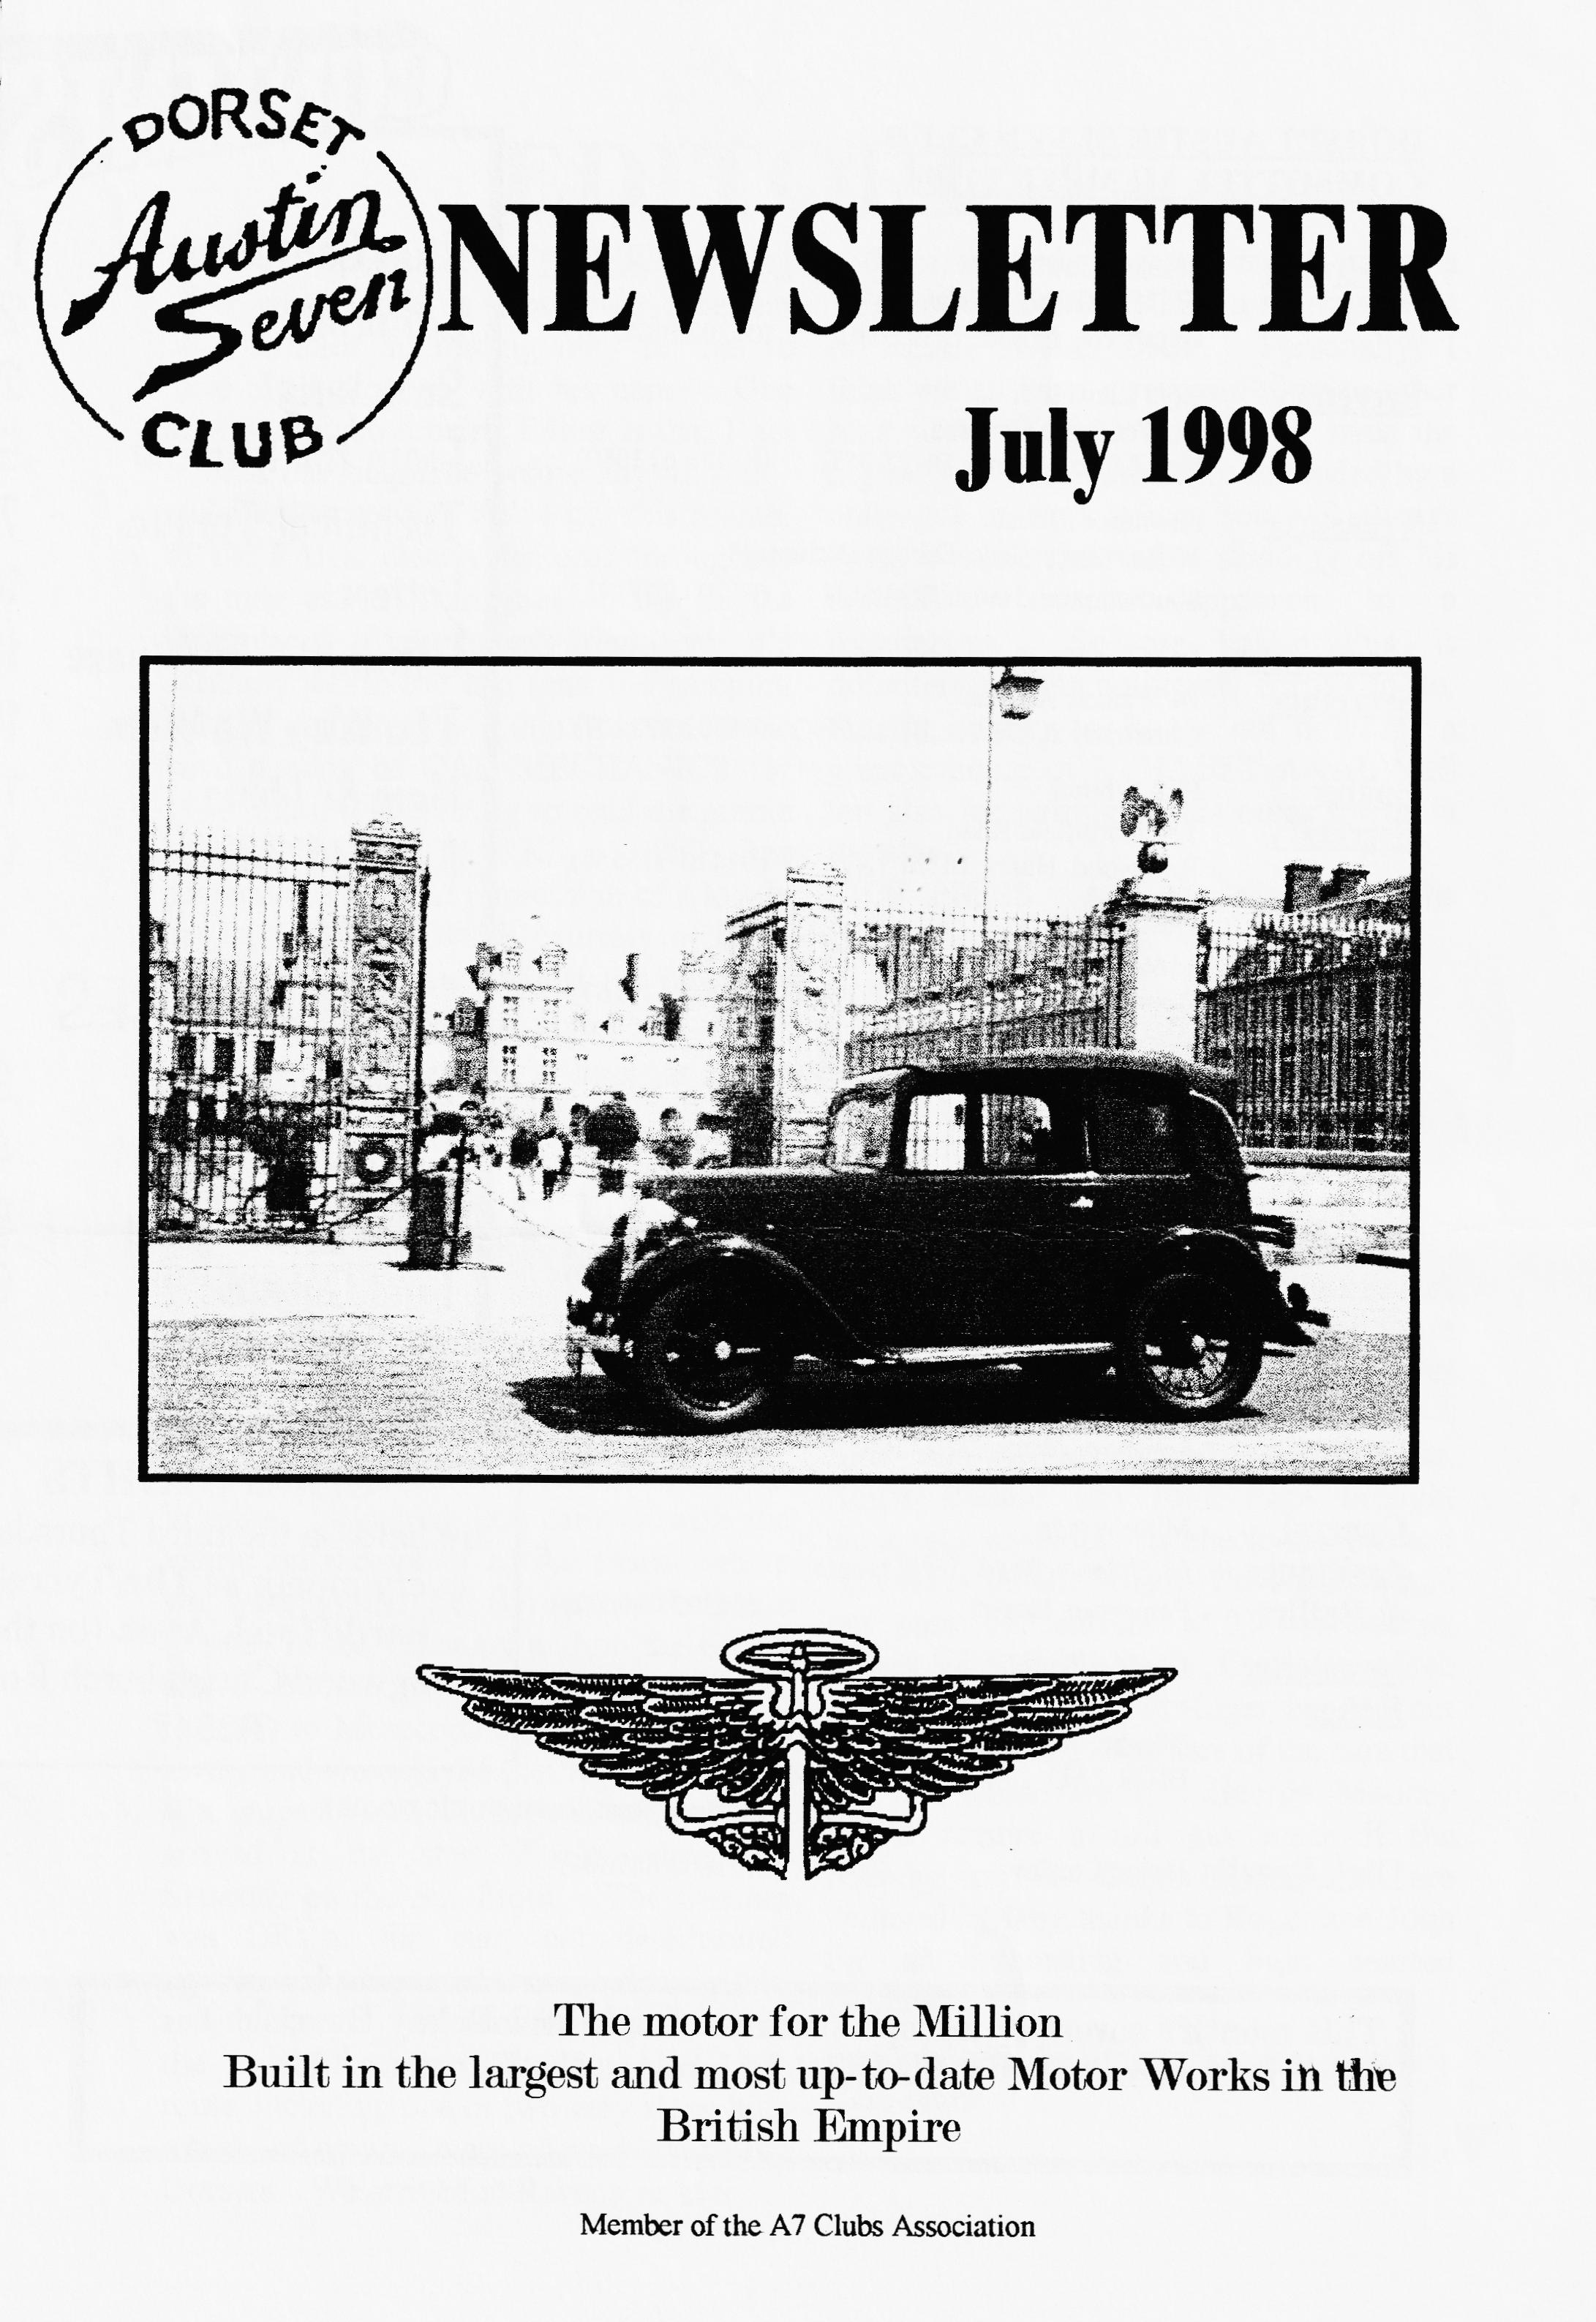 DORSET
Austin
Seven
CLUB
NEWSLETTER
July 1998
The motor for the Million
Built in the largest and most up-to-date Motor Works in the
British Empire
Member of the A7 Clubs Association